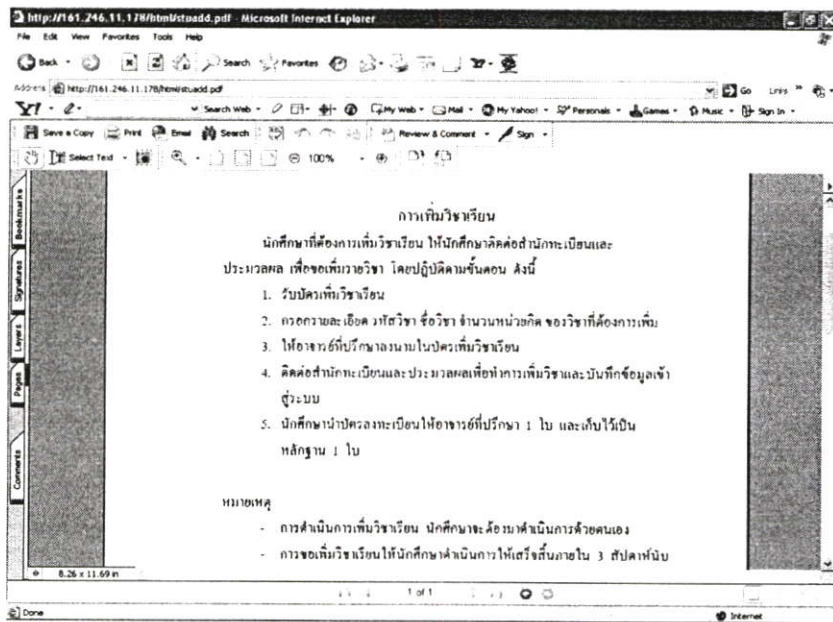 http://161.246.11.178/html/stuadd.pdf - Microsoft Internet Explorer
File Edit View Favorites Tools Help
Back Search Favorites
Address http://161.246.11.178/html/stuadd.pdf Go Links »
Y! Search Web My Web Mail My Yahoo! Personals Games Music Sign In
Save a Copy Print Email Search Review & Comment Sign
Select Text 100%
Bookmarks
Signatures
Layers
Pages
Comments
การเพิ่มวิชาเรียน
นักศึกษาที่ต้องการเพิ่มวิชาเรียน ให้นักศึกษาติดต่อสำนักทะเบียนและ
ประมวลผล เพื่อขอเพิ่มรายวิชา โดยปฏิบัติตามขั้นตอน ดังนี้
1. รับบัตรเพิ่มวิชาเรียน
2. กรอกรายละเอียด รหัสวิชา ชื่อวิชา จำนวนหน่วยกิต ของวิชาที่ต้องการเพิ่ม
3. ให้อาจารย์ที่ปรึกษาลงนามในบัตรเพิ่มวิชาเรียน
4. ติดต่อสำนักทะเบียนและประมวลผลเพื่อทำการเพิ่มวิชาและบันทึกข้อมูลเข้า
สู่ระบบ
5. นักศึกษานำบัตรลงทะเบียนให้อาจารย์ที่ปรึกษา 1 ใบ และเก็บไว้เป็น
หลักฐาน 1 ใบ
หมายเหตุ
- การดำเนินการเพิ่มวิชาเรียน นักศึกษาจะต้องมาดำเนินการด้วยตนเอง
- การขอเพิ่มวิชาเรียนให้นักศึกษาดำเนินการให้เสร็จสิ้นภายใน 3 สัปดาห์นับ
8.26 x 11.69 in
1 of 1
Done Internet